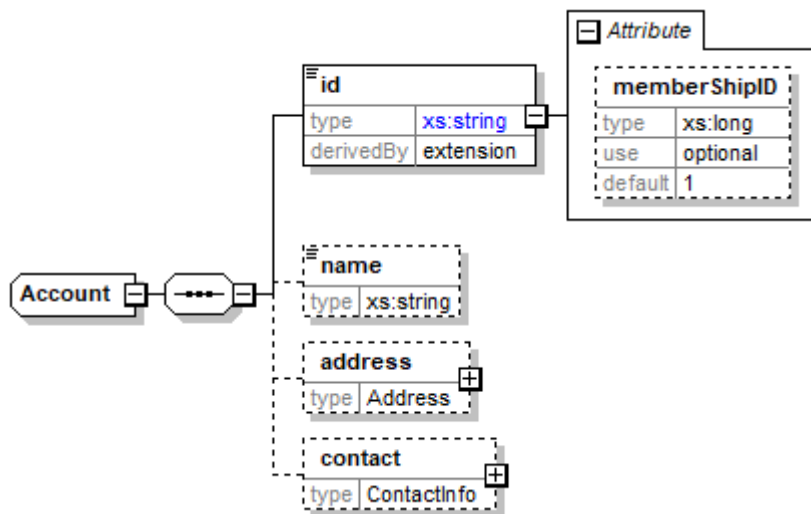 Attribute
id
type xs:string
derivedBy extension
memberShipID
type xs:long
use optional
default 1
Account
name
type xs:string
address
type Address
contact
type ContactInfo